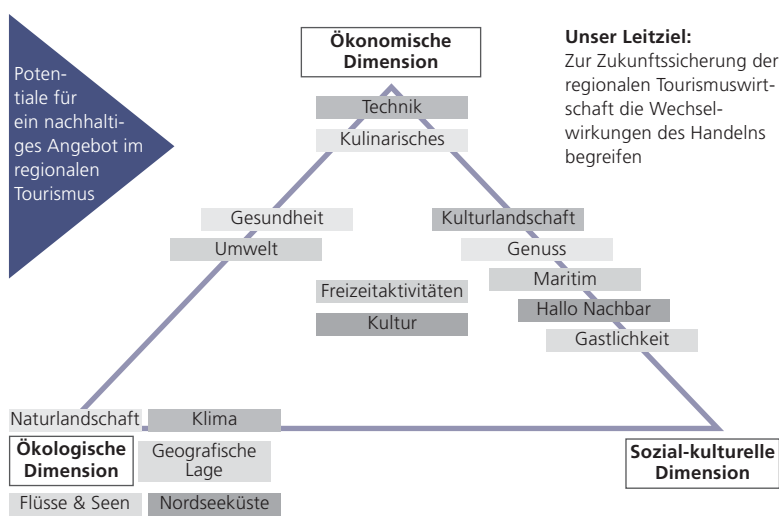 Poten-
tiale für
ein nachhalti-
ges Angebot im
regionalen
Tourismus
Ökonomische
Dimension
Unser Leitziel:
Zur Zukunftssicherung der
regionalen Tourismuswirt-
schaft die Wechsel-
wirkungen des Handelns
begreifen
Technik
Kulinarisches
Gesundheit
Umwelt
Kulturlandschaft
Genuss
Maritim
Hallo Nachbar
Gastlichkeit
Freizeitaktivitäten
Kultur
Naturlandschaft
Klima
Ökologische
Dimension
Geografische
Lage
Flüsse & Seen
Nordseeküste
Sozial-kulturelle
Dimension